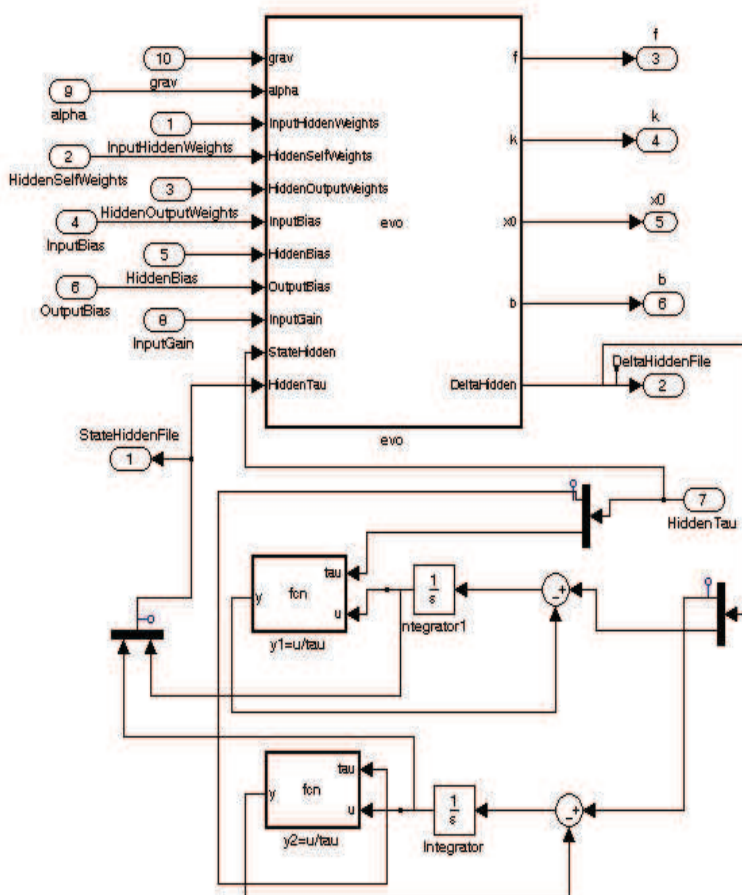 f
10
grav
f
3
grav
9
alpha
alpha
k
1
InputHiddenWeights
k
4
InputHiddenWeights
2
HiddenSelfWeights
HiddenSelfWeights
3
HiddenOutputWeights
x0
HiddenOutputWeights
4
InputBias
evo
x0
5
InputBias
5
HiddenBias
HiddenBias
b
6
OutputBias
b
6
OutputBias
8
InputGain
InputGain
StateHidden
DeltaHiddenFile
HiddenTau
DeltaHidden
2
StateHiddenFile
evo
1
7
HiddenTau
tau
y
fcn
1
s
-
+
u
ntegrator1
y1=u/tau
tau
y
fcn
1
s
-
+
u
Integrator
y2=u/tau